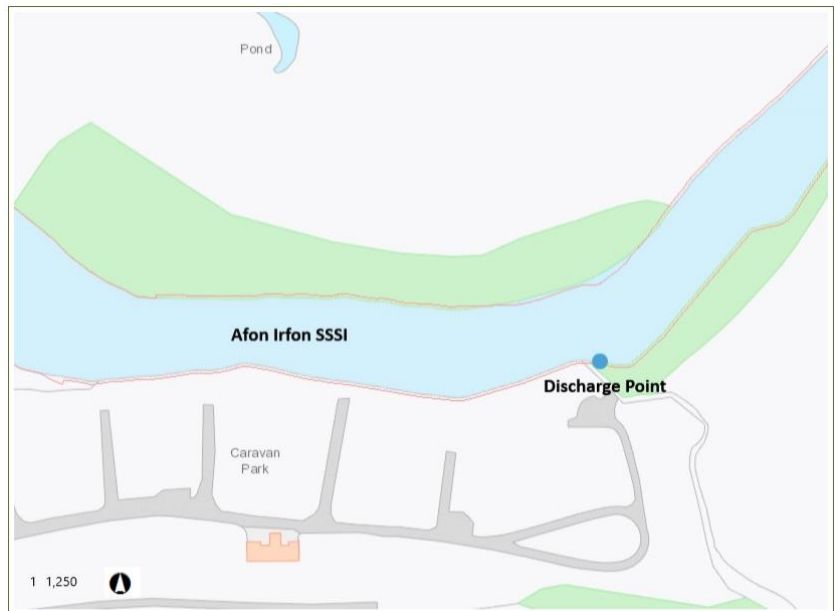 Pond
Afon Irfon SSSI
Discharge Point
Caravan
Park
1 1,250